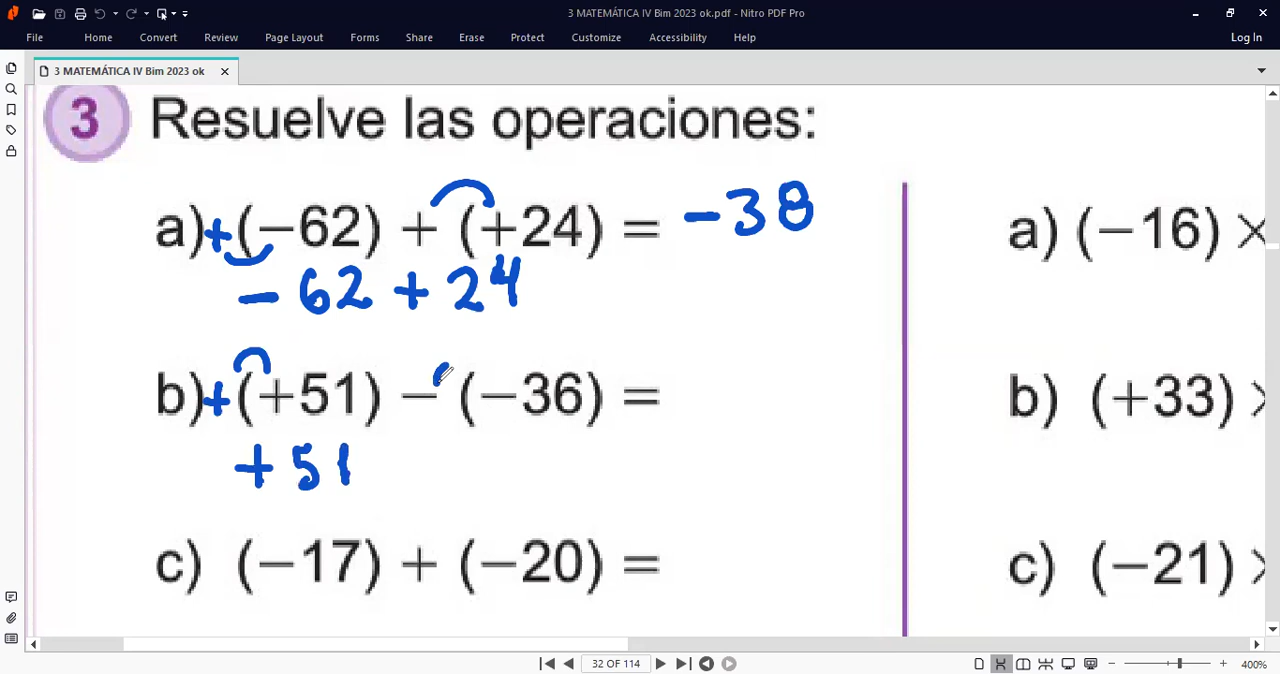 3 MATEMÁTICA IV Bim 2023 ok.pdf - Nitro PDF Pro
File Home Convert Review Page Layout Forms Share Erase Protect Customize Accessibility Help Log In
3 MATEMÁTICA IV Bim 2023 ok
3 Resuelve las operaciones:
a) +(−62) + (+24) = -38
- 62 + 24
b) +(+51) − (−36) =
+ 51
c) (−17) + (−20) =
a) (−16) ×
b) (+33) ×
c) (−21) ×
32 OF 114
400%